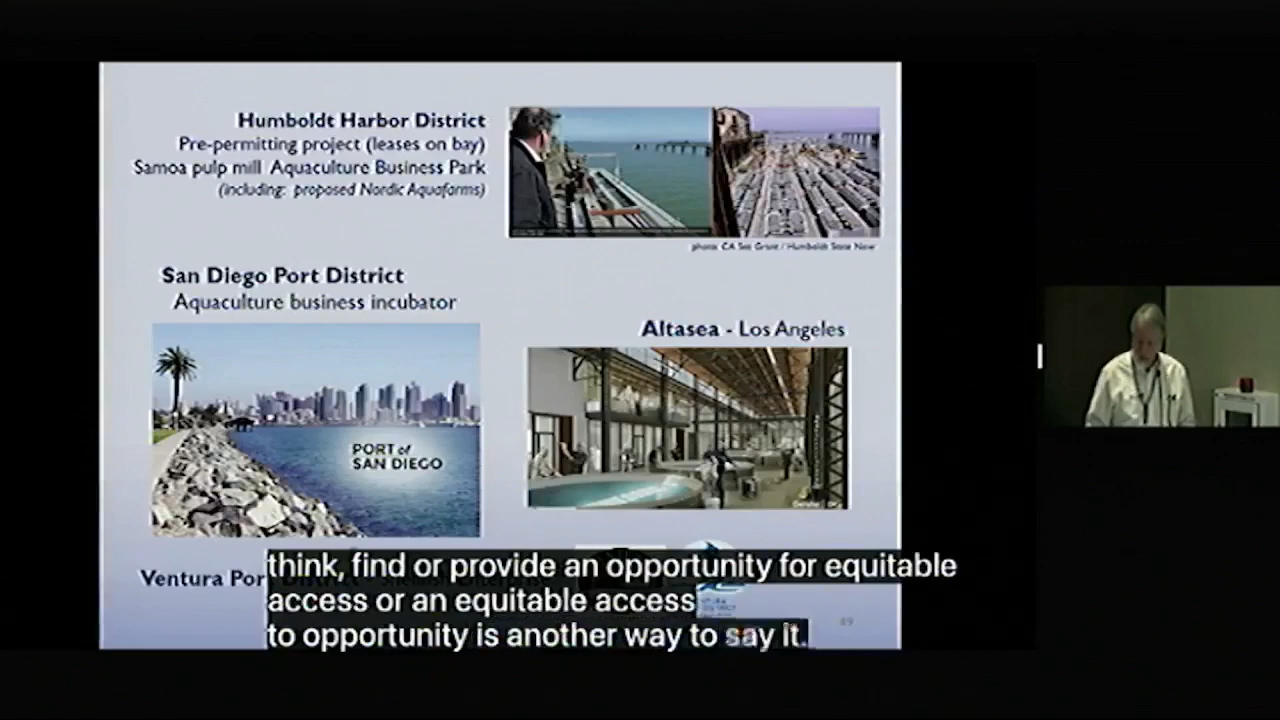 Humboldt Harbor District
Pre-permitting project (leases on bay)
Samoa pulp mill Aquaculture Business Park
(including: proposed Nordic Aquafarms)
photo: CA Sea Grant / Humboldt State Now
San Diego Port District
Aquaculture business incubator
Altasea - Los Angeles
PORT of
SAN DIEGO
Ventura Port
think, find or provide an opportunity for equitable
access or an equitable access
to opportunity is another way to say it.